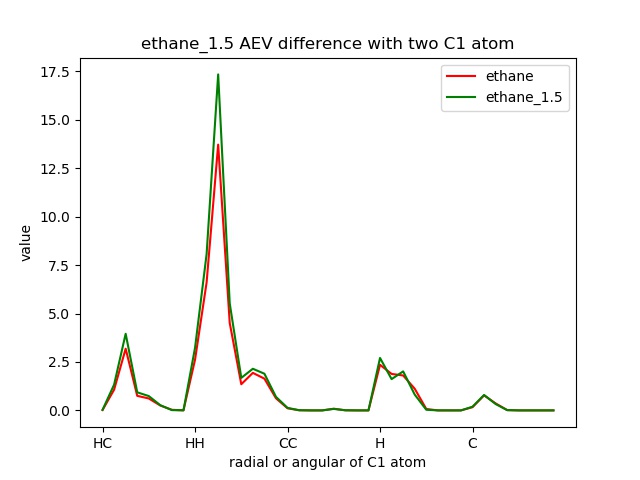 ethane_1.5 AEV difference with two C1 atom
ethane
ethane_1.5
17.5
15.0
12.5
10.0
7.5
5.0
2.5
0.0
value
HC HH CC H C
radial or angular of C1 atom